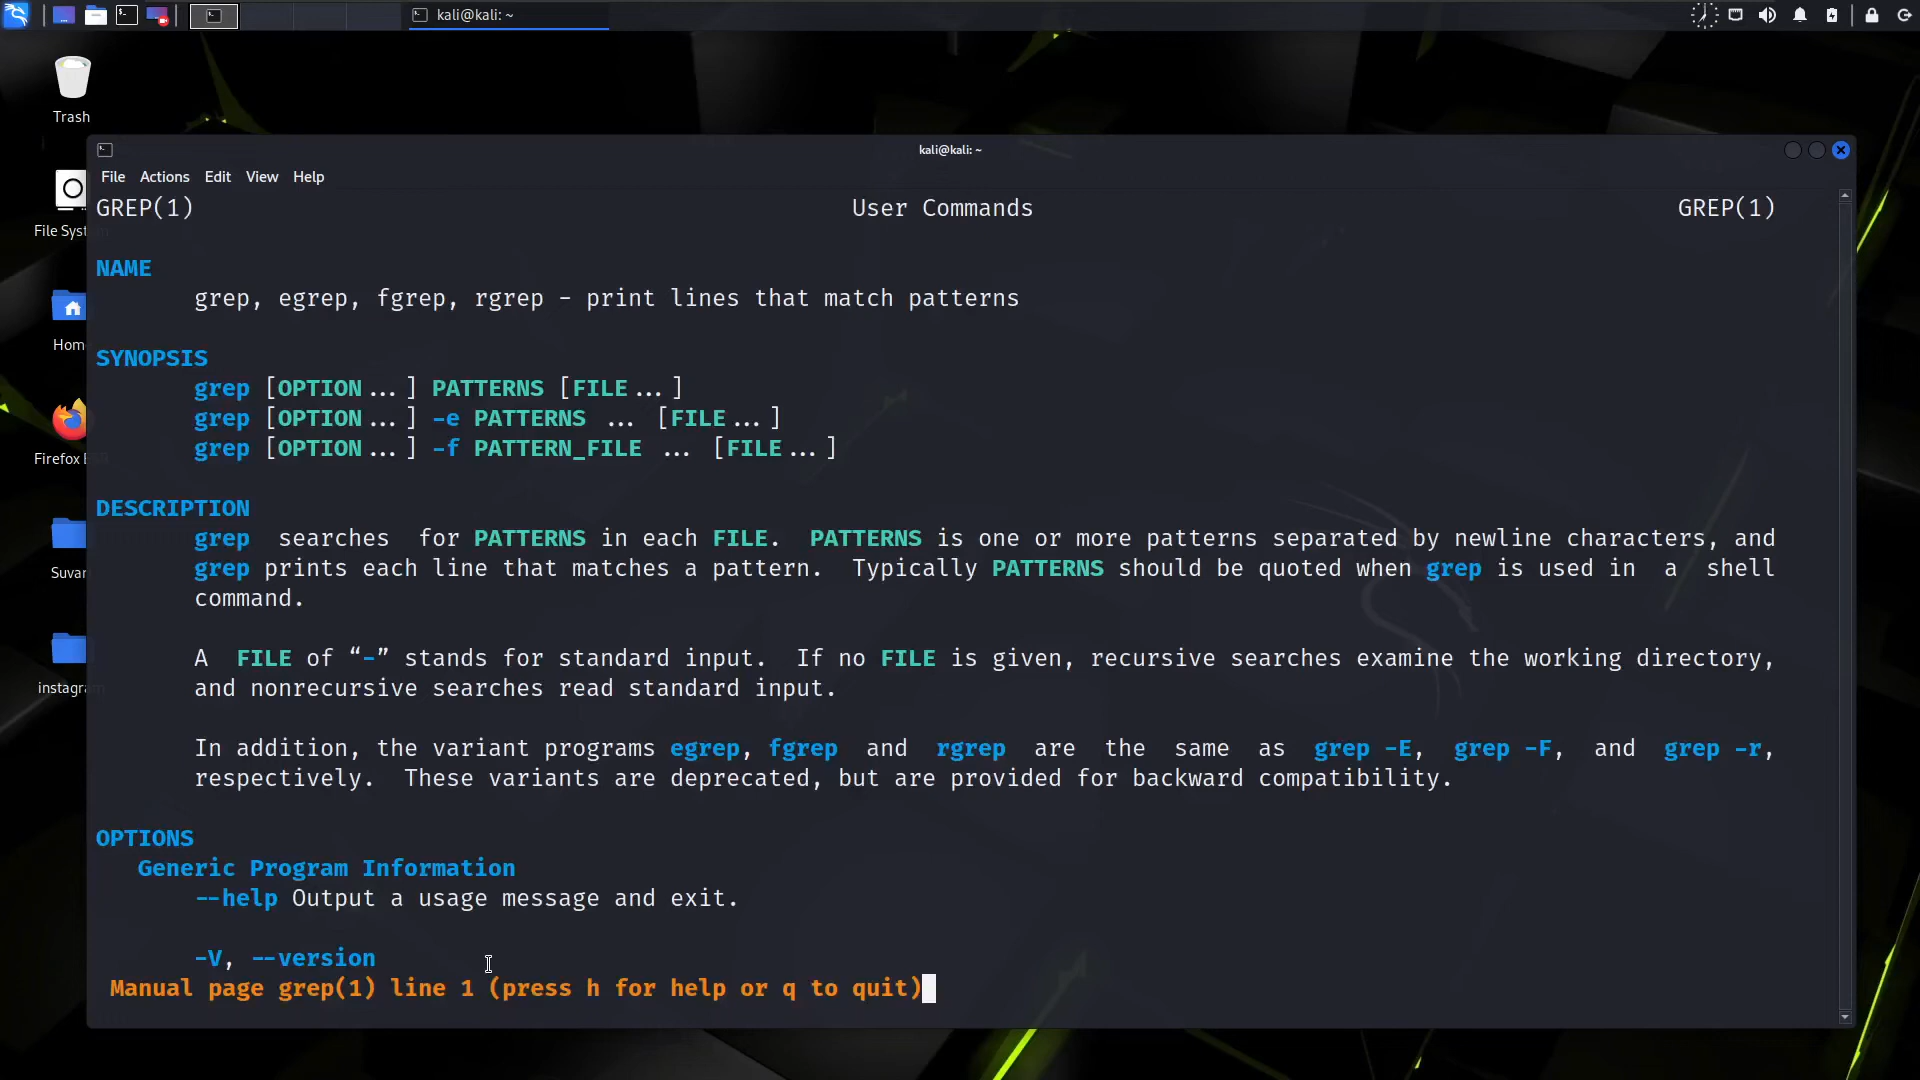 kali@kali: ~
Trash
kali@kali: ~
File Actions Edit View Help
GREP(1) User Commands GREP(1)
File Sys
NAME
grep, egrep, fgrep, rgrep - print lines that match patterns
Hom
SYNOPSIS
grep [OPTION...] PATTERNS [FILE...]
grep [OPTION...] -e PATTERNS ... [FILE...]
grep [OPTION...] -f PATTERN_FILE ... [FILE...]
Firefox
DESCRIPTION
grep searches for PATTERNS in each FILE. PATTERNS is one or more patterns separated by newline characters, and
grep prints each line that matches a pattern. Typically PATTERNS should be quoted when grep is used in a shell
command.
Suvar
A FILE of “-” stands for standard input. If no FILE is given, recursive searches examine the working directory,
and nonrecursive searches read standard input.
instagram
In addition, the variant programs egrep, fgrep and rgrep are the same as grep -E, grep -F, and grep -r,
respectively. These variants are deprecated, but are provided for backward compatibility.
OPTIONS
Generic Program Information
--help Output a usage message and exit.
-V, --version
Manual page grep(1) line 1 (press h for help or q to quit)